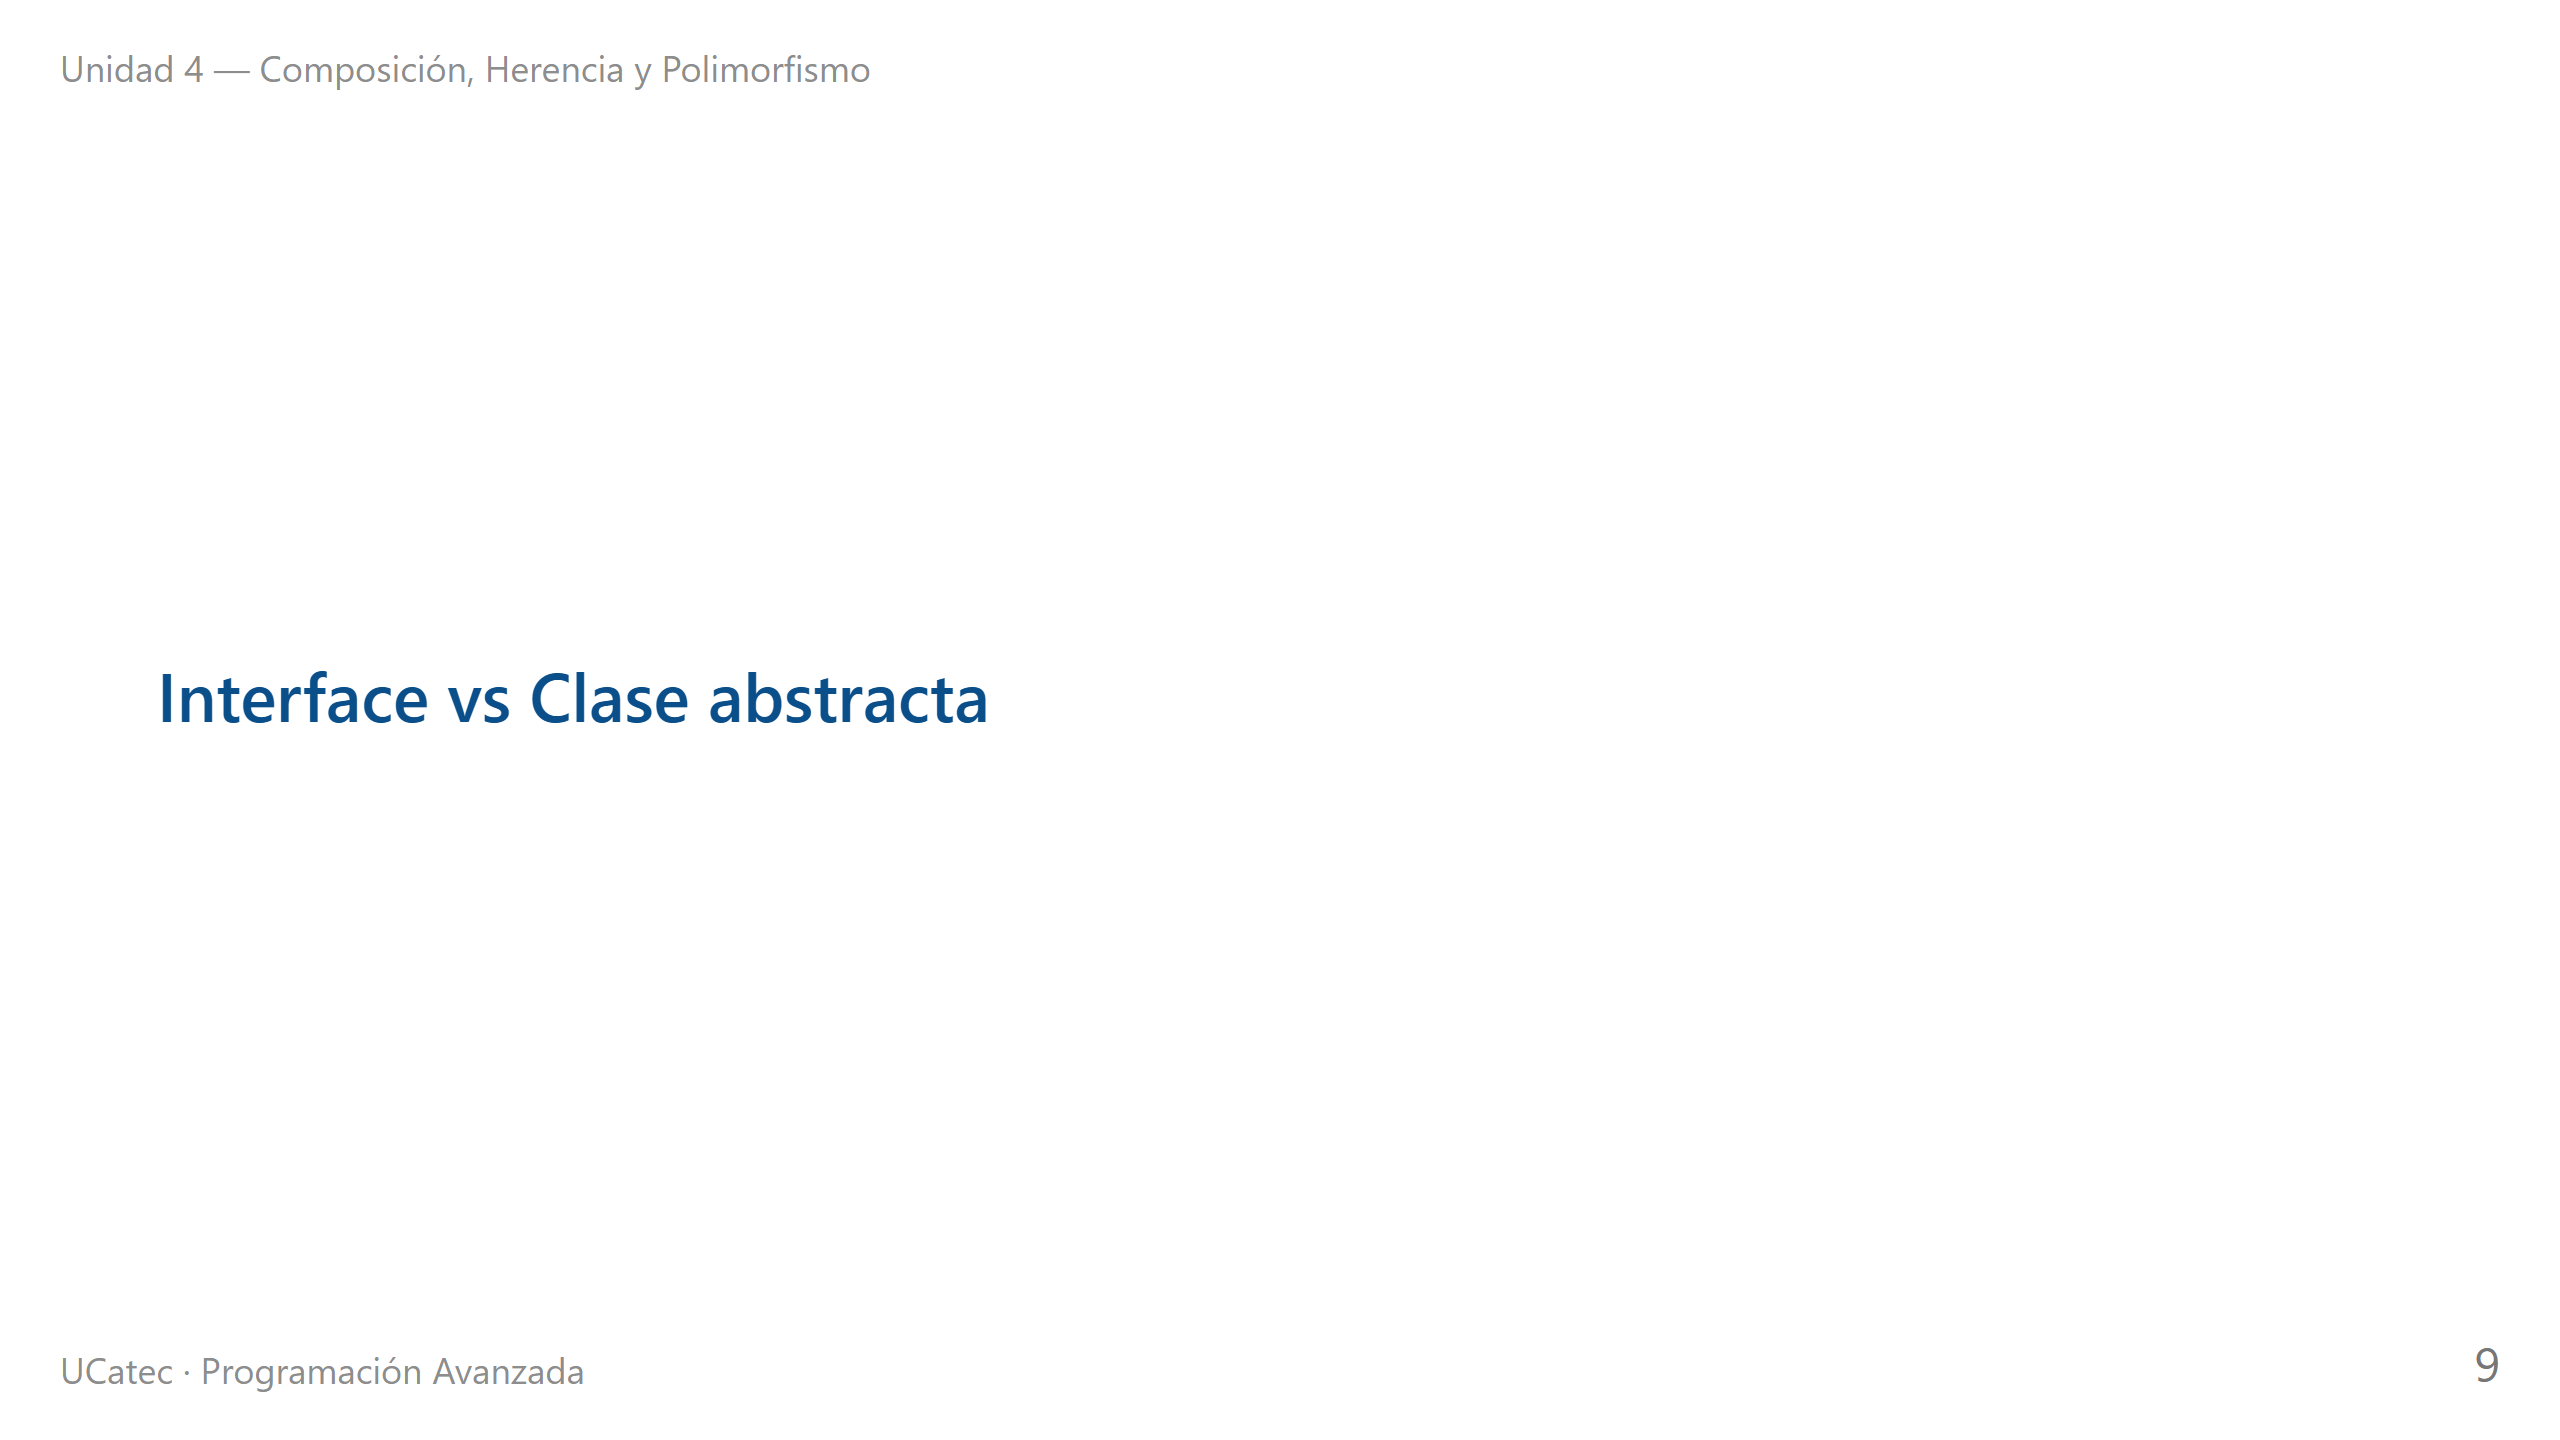 Unidad 4 — Composición, Herencia y Polimorfismo
Interface vs Clase abstracta
UCatec · Programación Avanzada
9